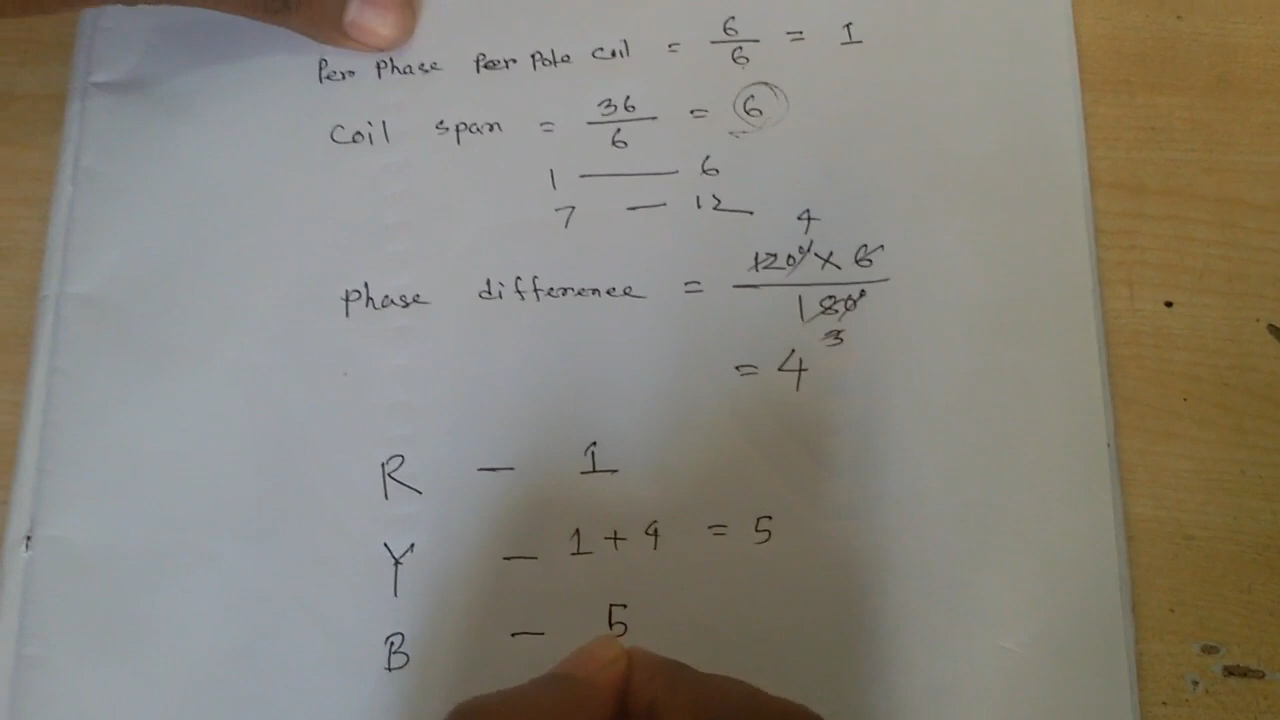 Per Phase Per Pole coil = 6/6 = 1
Coil span = 36/6 = 6
1 — 6
7 — 12
4
phase difference = 120° × 6 / 180°
3
= 4
R - 1
Y - 1 + 4 = 5
B - 5